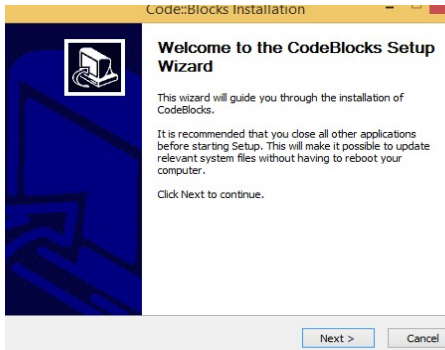 Code::Blocks Installation
Welcome to the CodeBlocks Setup
Wizard
This wizard will guide you through the installation of
CodeBlocks.
It is recommended that you close all other applications
before starting Setup. This will make it possible to update
relevant system files without having to reboot your
computer.
Click Next to continue.
Next >
Cancel